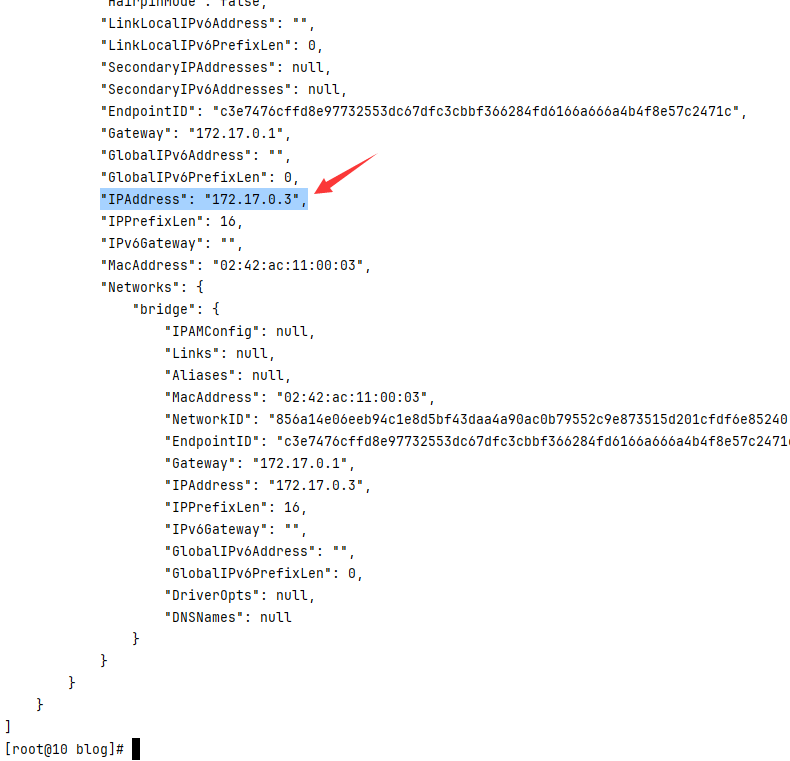 "HairpinMode": false,
"LinkLocalIPv6Address": "",
"LinkLocalIPv6PrefixLen": 0,
"SecondaryIPAddresses": null,
"SecondaryIPv6Addresses": null,
"EndpointID": "c3e7476cffd8e97732553dc67dfc3cbbf366284fd6166a666a4b4f8e57c2471c",
"Gateway": "172.17.0.1",
"GlobalIPv6Address": "",
"GlobalIPv6PrefixLen": 0,
"IPAddress": "172.17.0.3",
"IPPrefixLen": 16,
"IPv6Gateway": "",
"MacAddress": "02:42:ac:11:00:03",
"Networks": {
"bridge": {
"IPAMConfig": null,
"Links": null,
"Aliases": null,
"MacAddress": "02:42:ac:11:00:03",
"NetworkID": "856a14e06eeb94c1e8d5bf43daa4a90ac0b79552c9e873515d201cfdf6e85240
"EndpointID": "c3e7476cffd8e97732553dc67dfc3cbbf366284fd6166a666a4b4f8e57c2471c
"Gateway": "172.17.0.1",
"IPAddress": "172.17.0.3",
"IPPrefixLen": 16,
"IPv6Gateway": "",
"GlobalIPv6Address": "",
"GlobalIPv6PrefixLen": 0,
"DriverOpts": null,
"DNSNames": null
}
}
}
}
]
[root@10 blog]#